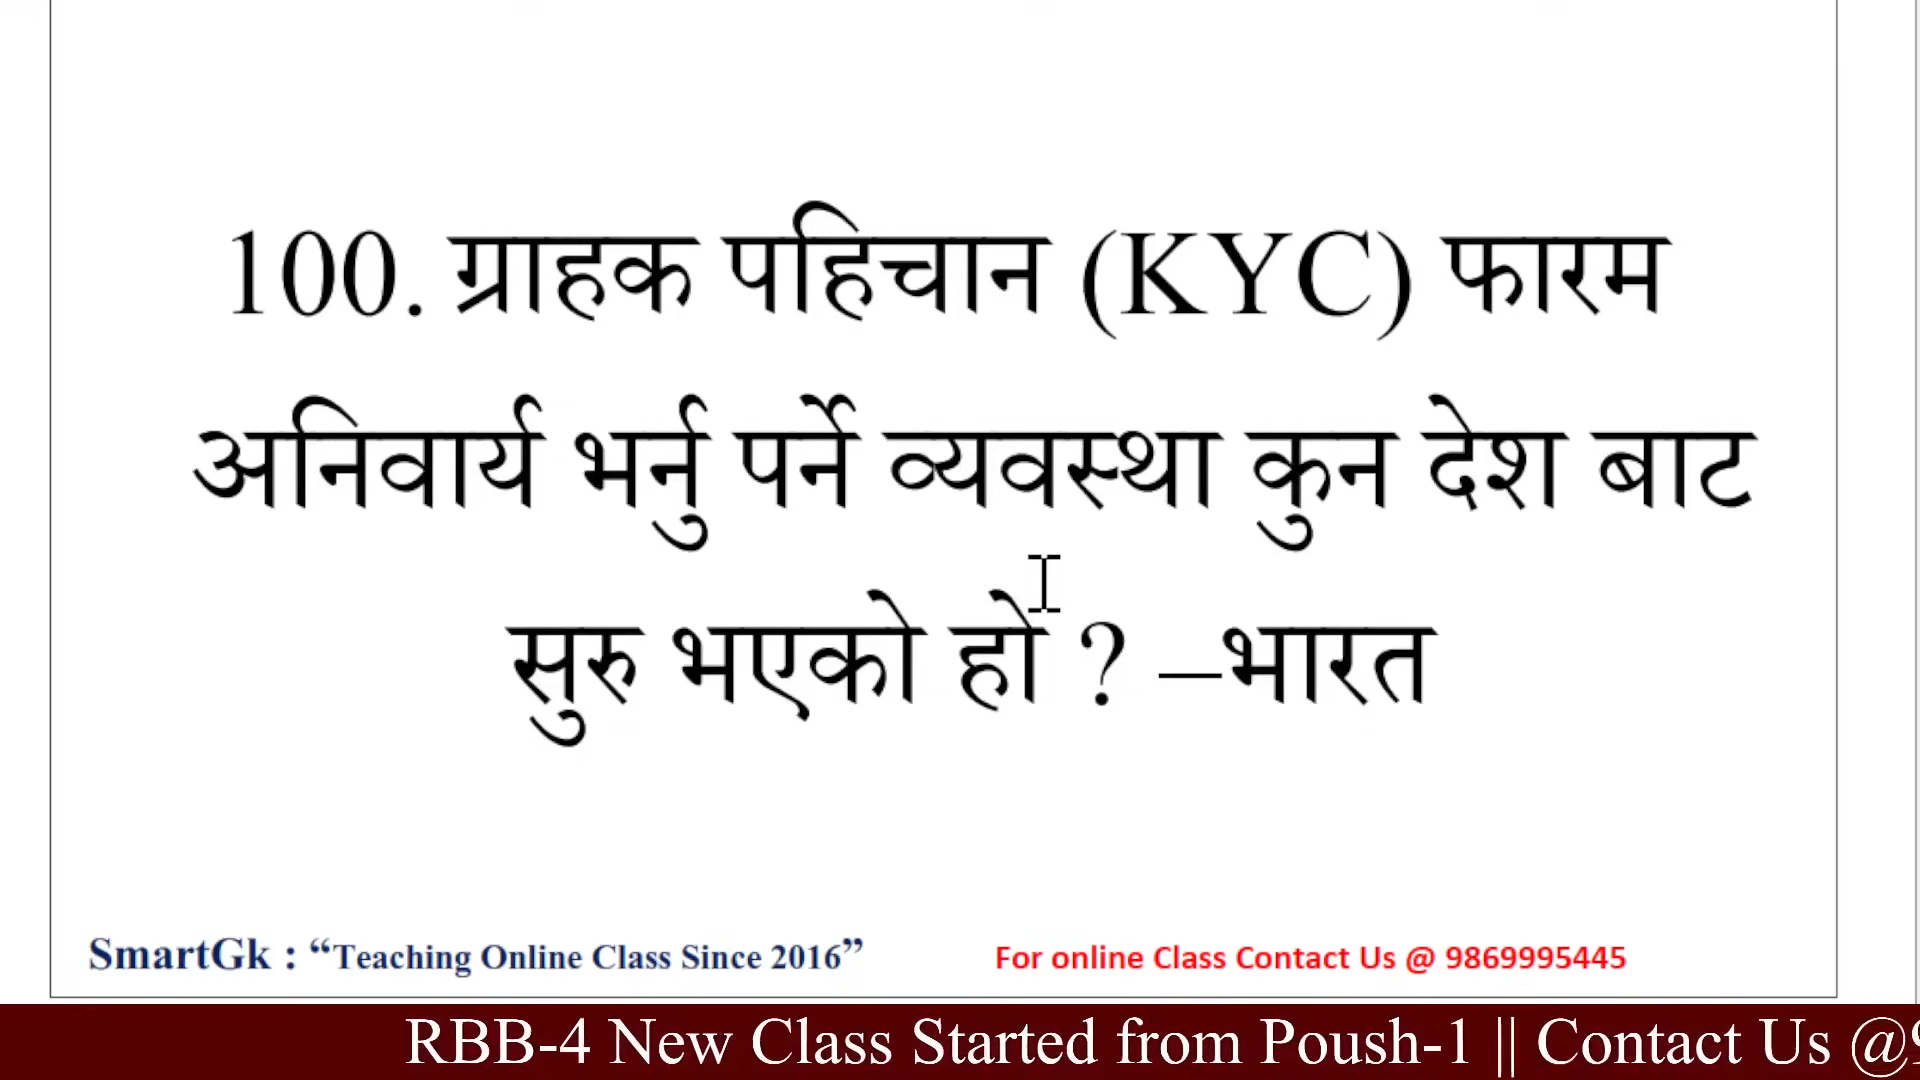 100. ग्राहक पहिचान (KYC) फारम
अनिवार्य भर्नु पर्ने व्यवस्था कुन देश बाट
सुरु भएको हो ? –भारत
SmartGk : “Teaching Online Class Since 2016” For online Class Contact Us @ 9869995445
RBB-4 New Class Started from Poush-1 || Contact Us @9